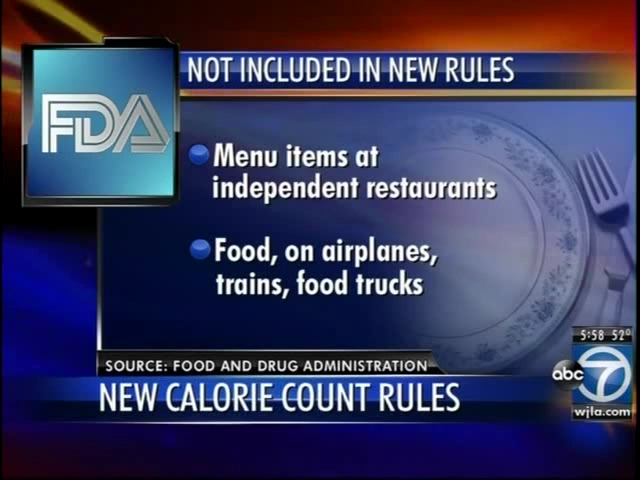 FDA
NOT INCLUDED IN NEW RULES
Menu items at
independent restaurants
Food, on airplanes,
trains, food trucks
SOURCE: FOOD AND DRUG ADMINISTRATION
NEW CALORIE COUNT RULES
5:58 52°
abc 7
wjla.com